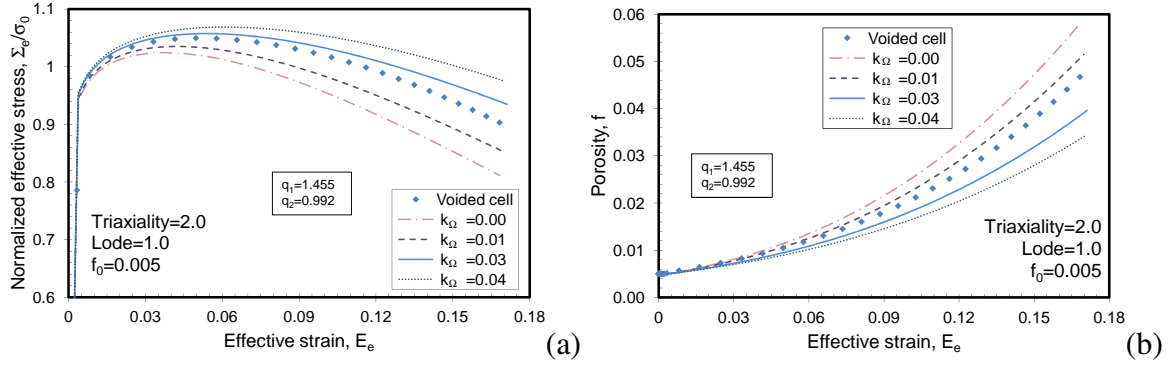 1.1
1
0.9
0.8
0.7
0.6
Normalized effective stress, Σe/σ0
q1=1.455
q2=0.992
Triaxiality=2.0
Lode=1.0
f0=0.005
Voided cell
kΩ =0.00
kΩ =0.01
kΩ =0.03
kΩ =0.04
0 0.03 0.06 0.09 0.12 0.15 0.18
Effective strain, Ee
(a)
0.06
0.05
0.04
0.03
0.02
0.01
0.00
Porosity, f
Voided cell
kΩ =0.00
kΩ =0.01
kΩ =0.03
kΩ =0.04
q1=1.455
q2=0.992
Triaxiality=2.0
Lode=1.0
f0=0.005
0 0.03 0.06 0.09 0.12 0.15 0.18
Effective strain, Ee
(b)